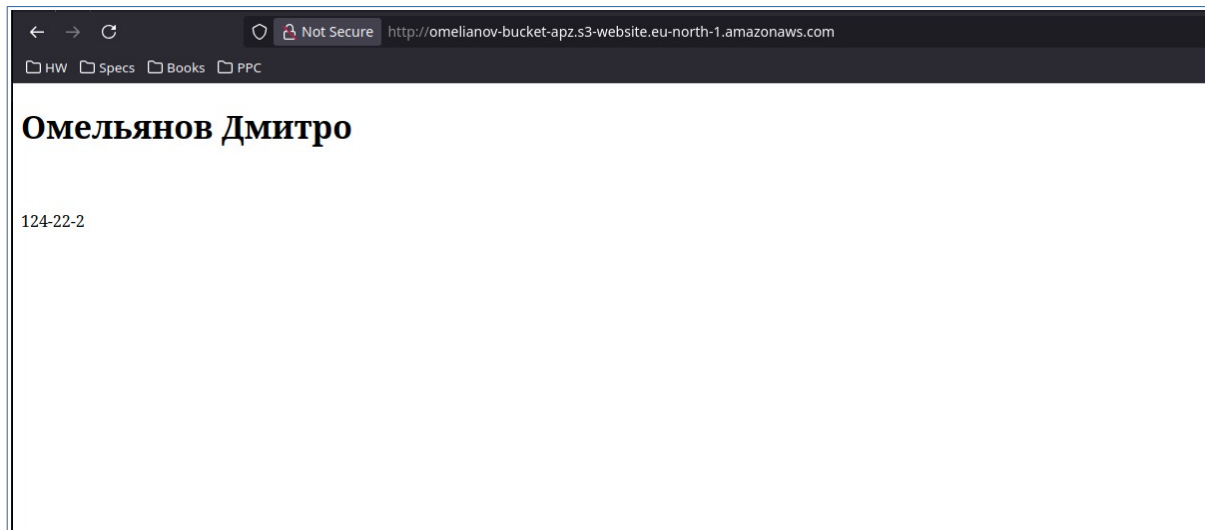 Not Secure http://omelianov-bucket-apz.s3-website.eu-north-1.amazonaws.com
HW Specs Books PPC
Омельянов Дмитро
124-22-2